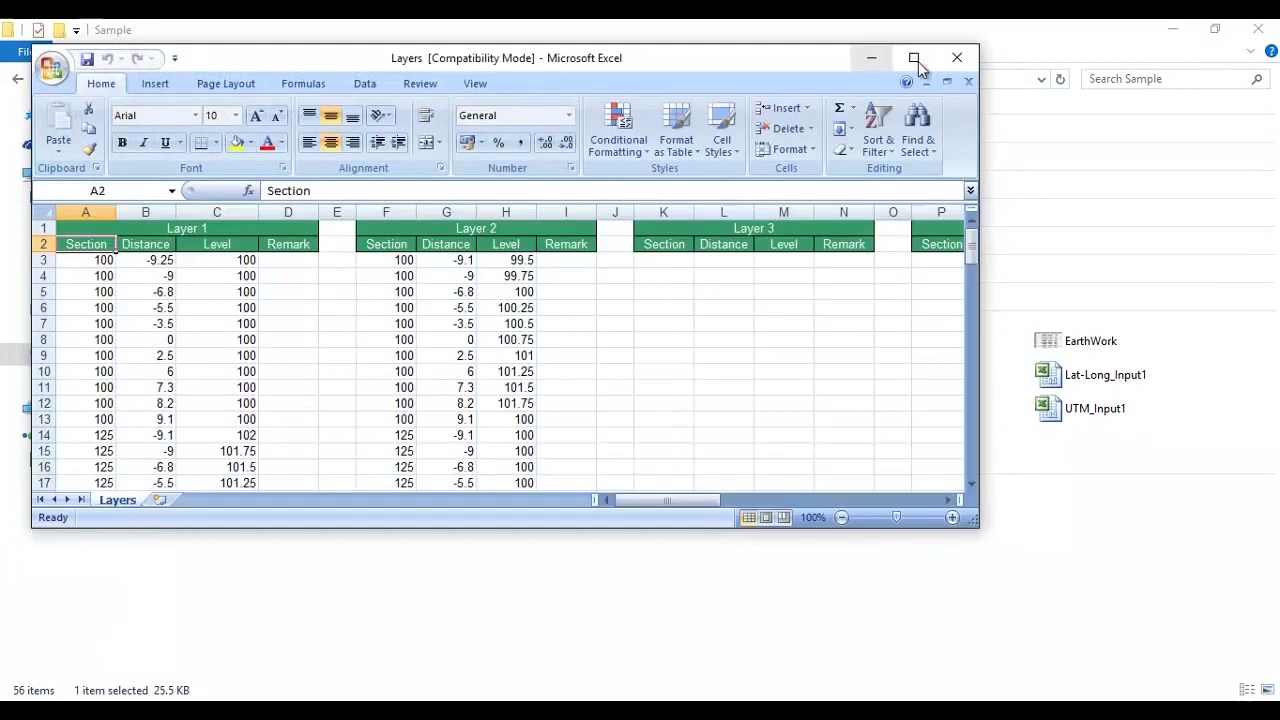 Sample
Fil
Layers [Compatibility Mode] - Microsoft Excel
Search Sample
Home Insert Page Layout Formulas Data Review View
Arial 10 General Insert Delete Format
Paste Conditional Formatting Format as Table Cell Styles Sort & Filter Find & Select
Clipboard Font Alignment Number Styles Cells Editing
A2 fx Section
A B C D E F G H I J K L M N O P
1 Layer 1 Layer 2 Layer 3
2 Section Distance Level Remark Section Distance Level Remark Section Distance Level Remark Section
3 100 -9.25 100 100 -9.1 99.5
4 100 -9 100 100 -9 99.75
5 100 -6.8 100 100 -6.8 100
6 100 -5.5 100 100 -5.5 100.25
7 100 -3.5 100 100 -3.5 100.5
8 100 0 100 100 0 100.75
9 100 2.5 100 100 2.5 101
10 100 6 100 100 6 101.25
11 100 7.3 100 100 7.3 101.5
12 100 8.2 100 100 8.2 101.75
13 100 9.1 100 100 9.1 100
14 125 -9.1 102 125 -9.1 100
15 125 -9 101.75 125 -9 100
16 125 -6.8 101.5 125 -6.8 100
17 125 -5.5 101.25 125 -5.5 100
Layers
Ready 100%
EarthWork
Lat-Long_Input1
UTM_Input1
56 items 1 item selected 25.5 KB